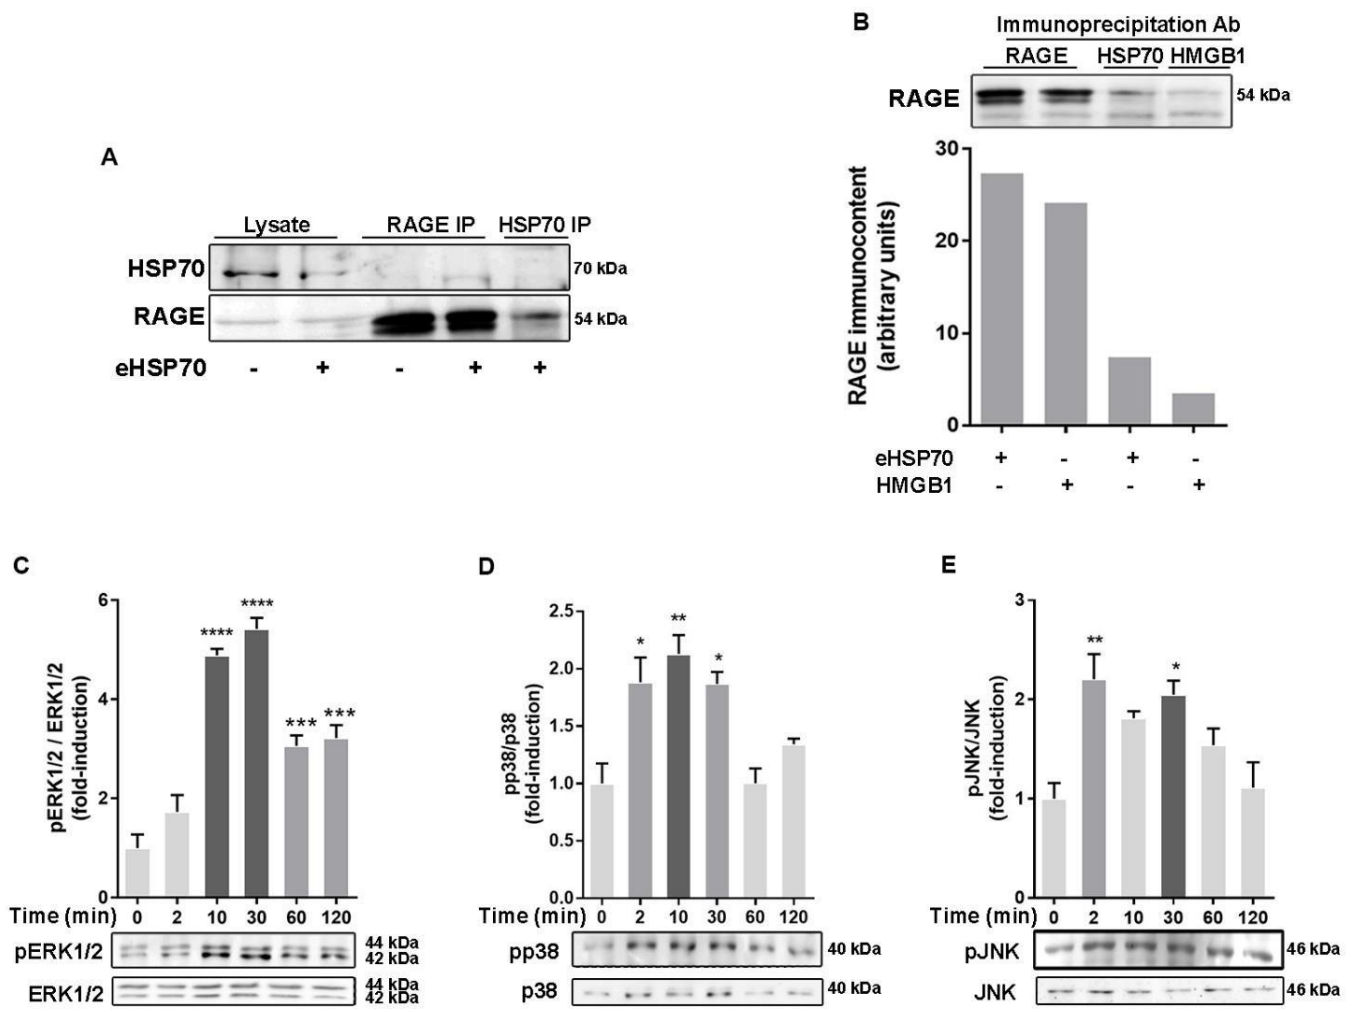 A
Lysate RAGE IP HSP70 IP
HSP70 70 kDa
RAGE 54 kDa
eHSP70 - + - + +
B
Immunoprecipitation Ab
RAGE HSP70 HMGB1
RAGE 54 kDa
RAGE immunocontent
(arbitrary units)
30
20
10
0
eHSP70 + - + -
HMGB1 - + - +
C
pERK1/2 / ERK1/2
(fold-induction)
6
4
2
0
**** **** *** ***
Time (min) 0 2 10 30 60 120
pERK1/2 44 kDa
42 kDa
ERK1/2 44 kDa
42 kDa
D
pp38/p38
(fold-induction)
2.5
2.0
1.5
1.0
0.5
0.0
* ** *
Time (min) 0 2 10 30 60 120
pp38 40 kDa
p38 40 kDa
E
pJNK/JNK
(fold-induction)
3
2
1
0
** *
Time (min) 0 2 10 30 60 120
pJNK 46 kDa
JNK 46 kDa